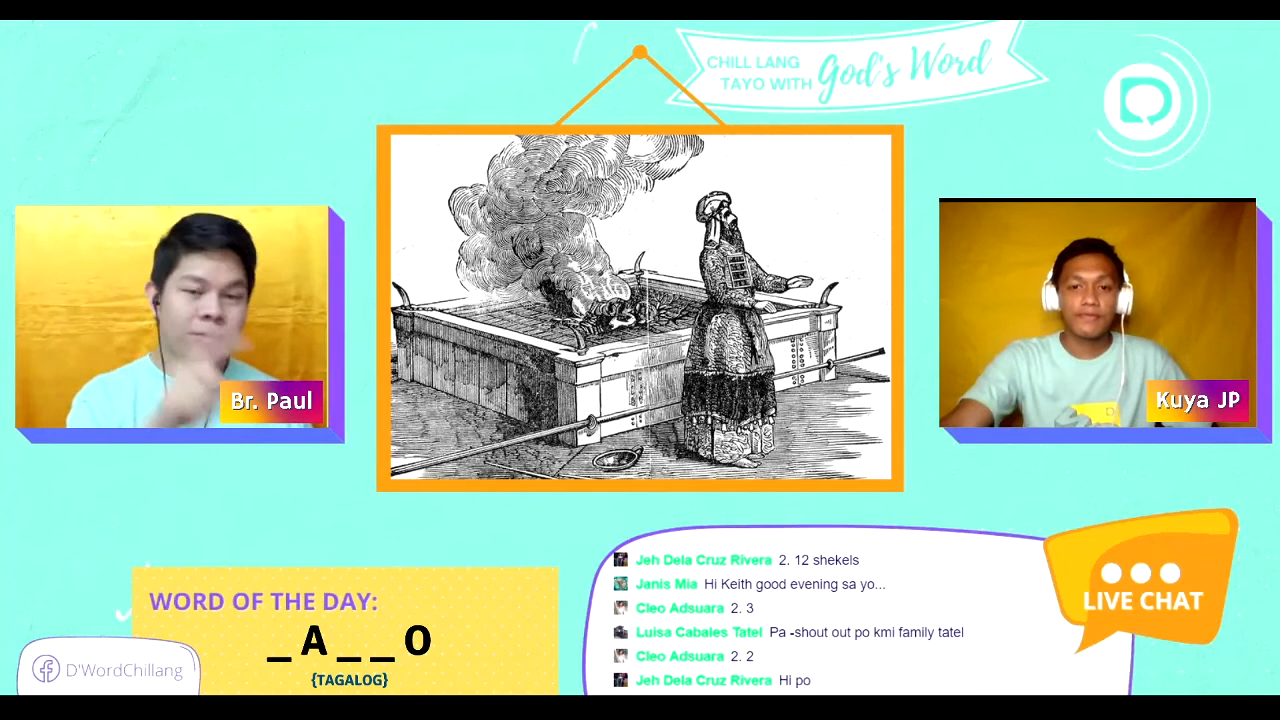 CHILL LANG
TAYO WITH God's Word
Br. Paul
Kuya JP
WORD OF THE DAY:
_ A _ _ O
{TAGALOG}
D'WordChillang
Jeh Dela Cruz Rivera 2. 12 shekels
Janis Mia Hi Keith good evening sa yo...
Cleo Adsuara 2. 3
Luisa Cabales Tatel Pa -shout out po kmi family tatel
Cleo Adsuara 2. 2
Jeh Dela Cruz Rivera Hi po
LIVE CHAT